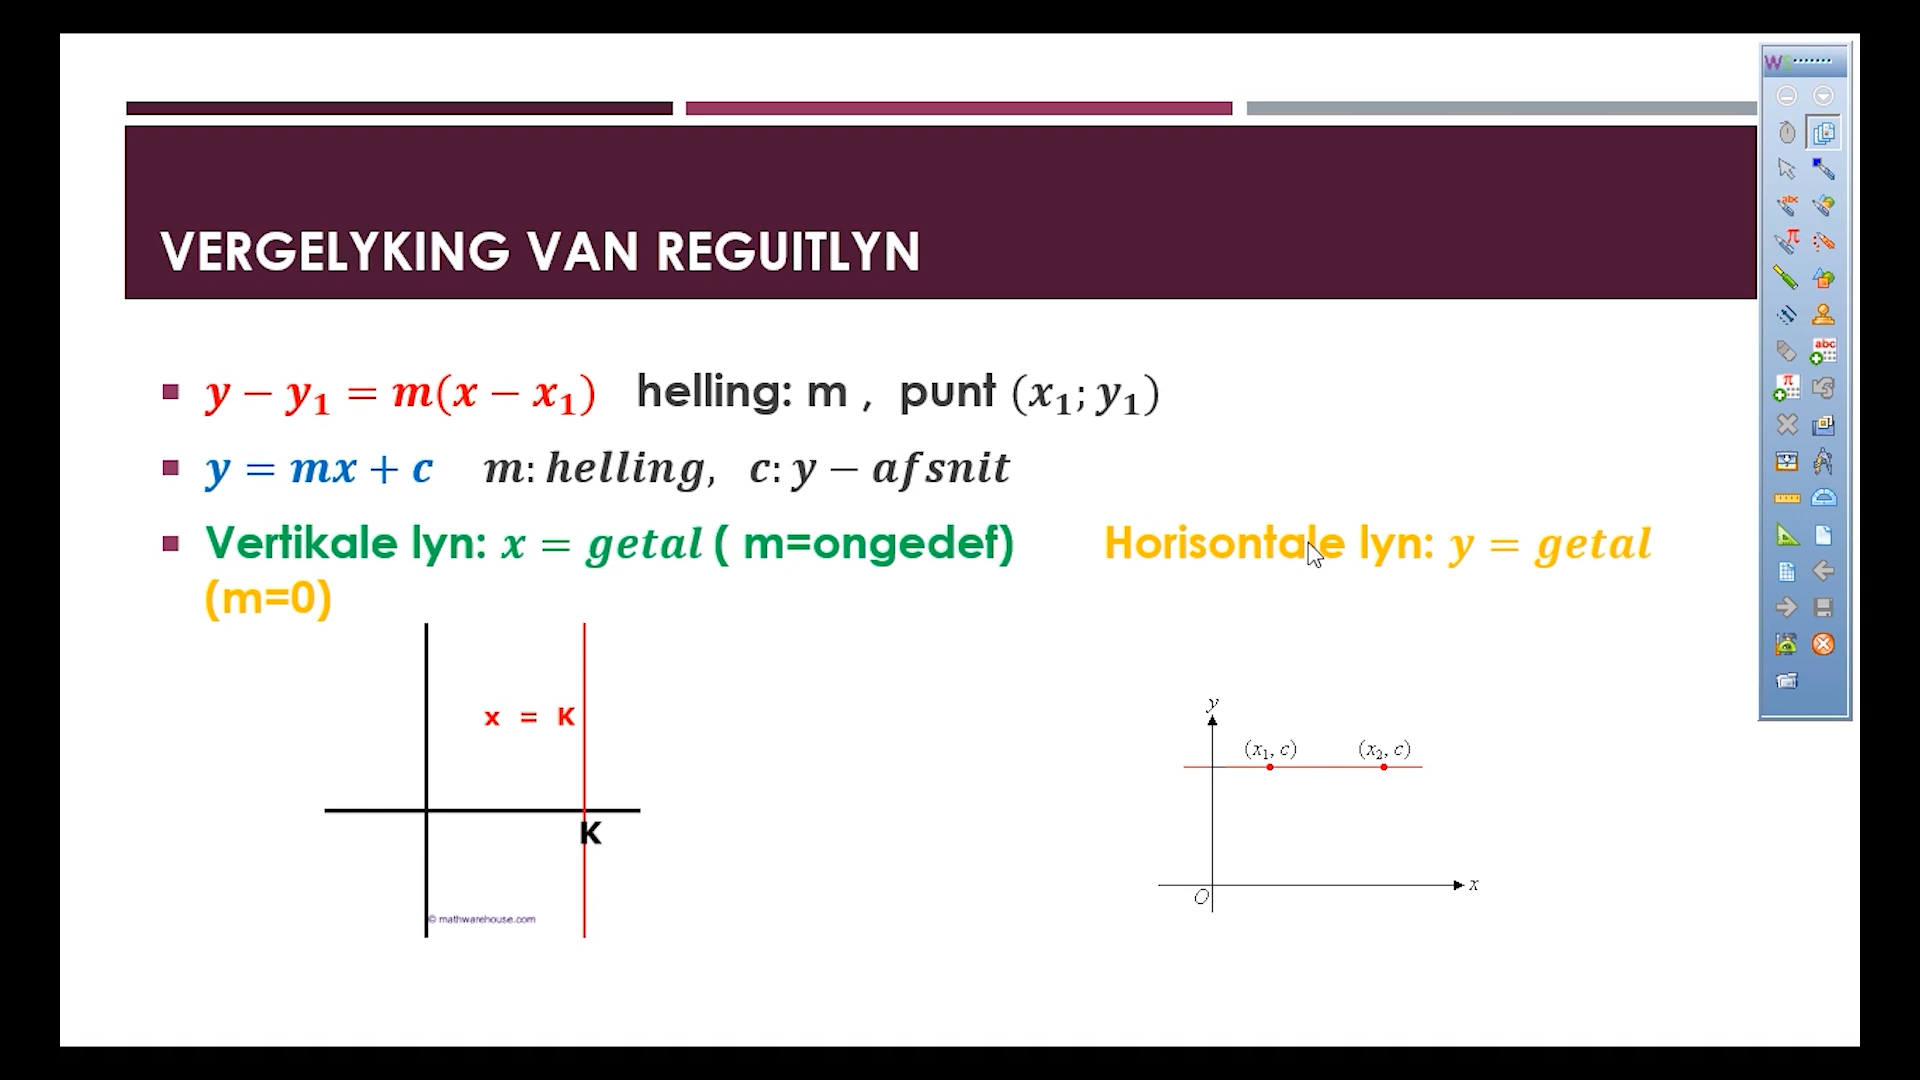 VERGELYKING VAN REGUITLYN
y − y₁ = m(x − x₁) helling: m , punt (x₁; y₁)
y = mx + c m: helling, c: y − afsnit
Vertikale lyn: x = getal ( m=ongedef) Horisontale lyn: y = getal
(m=0)
x = K
K
© mathwarehouse.com
y
(x₁, c) (x₂, c)
x
O